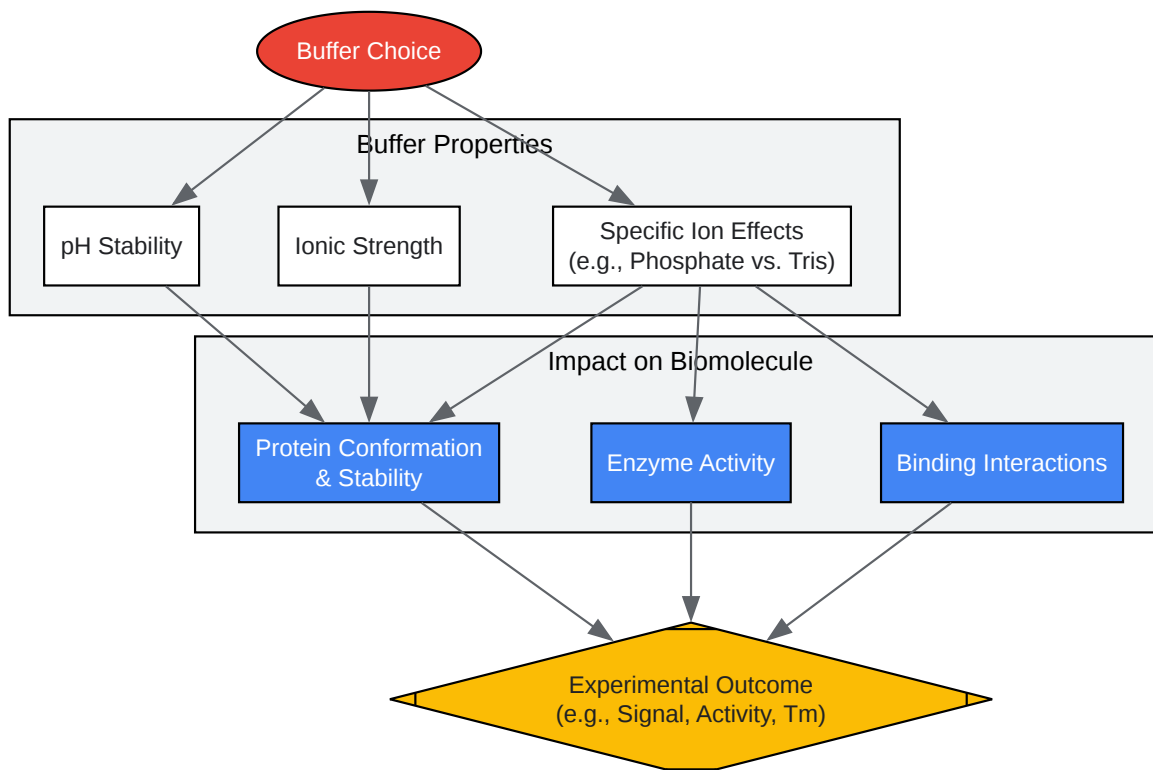 Buffer Choice
Buffer Properties
pH Stability
Ionic Strength
Specific Ion Effects
(e.g., Phosphate vs. Tris)
Impact on Biomolecule
Protein Conformation
& Stability
Enzyme Activity
Binding Interactions
Experimental Outcome
(e.g., Signal, Activity, Tm)